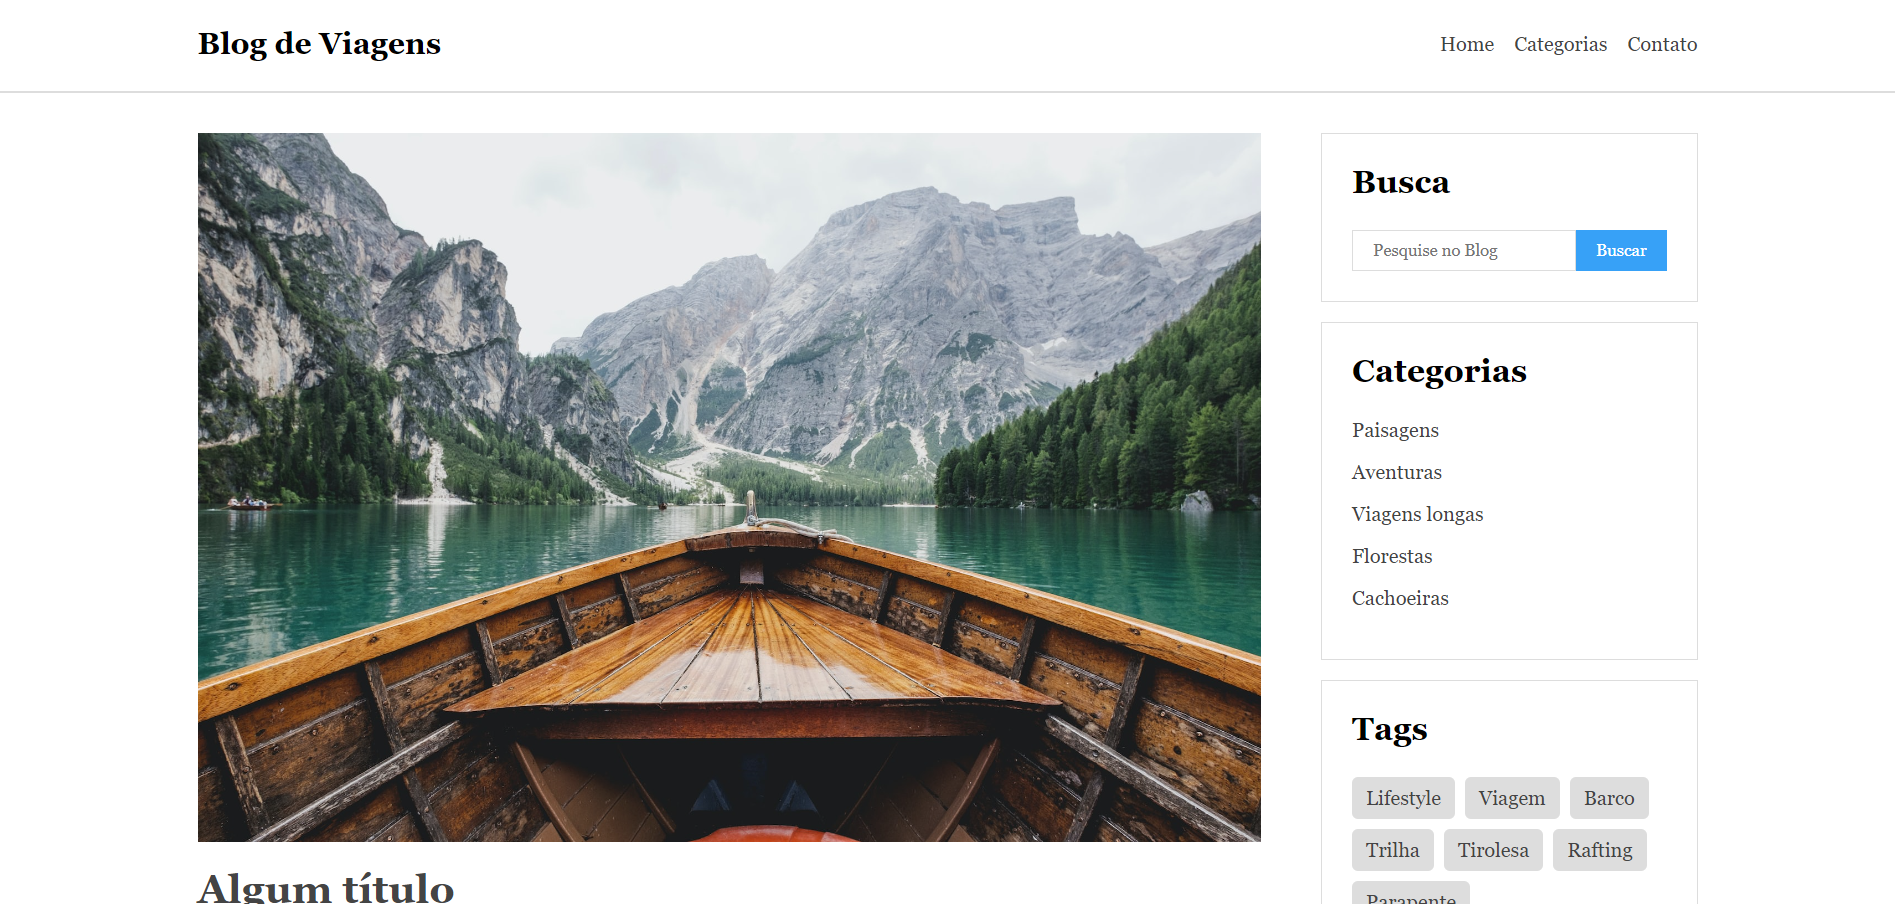 Blog de Viagens
Home Categorias Contato
Algum título
Busca
Pesquise no Blog Buscar
Categorias
Paisagens
Aventuras
Viagens longas
Florestas
Cachoeiras
Tags
Lifestyle Viagem Barco
Trilha Tirolesa Rafting
Parapente